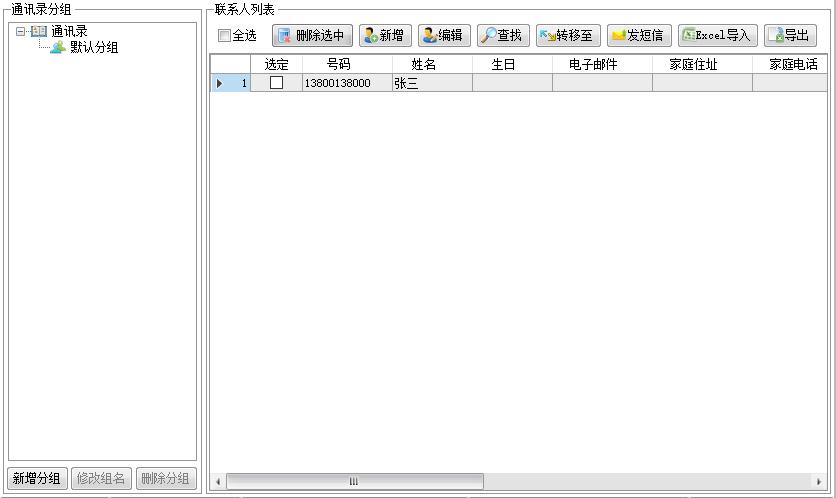 通讯录分组
通讯录
默认分组
新增分组 修改组名 删除分组
联系人列表
全选 删除选中 新增 编辑 查找 转移至 发短信 Excel导入 导出
选定 号码 姓名 生日 电子邮件 家庭住址 家庭电话
1 13800138000 张三